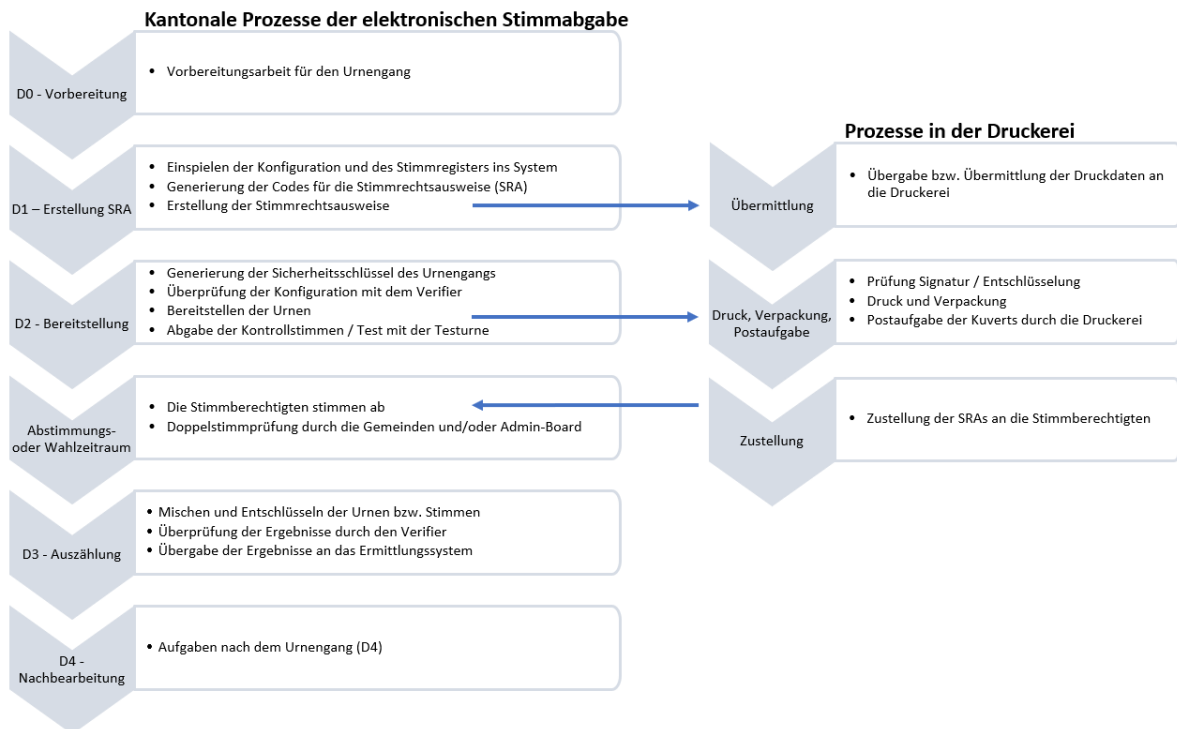 Kantonale Prozesse der elektronischen Stimmabgabe
D0 - Vorbereitung
• Vorbereitungsarbeit für den Urnengang
D1 – Erstellung SRA
• Einspielen der Konfiguration und des Stimmregisters ins System
• Generierung der Codes für die Stimmrechtsausweise (SRA)
• Erstellung der Stimmrechtsausweise
D2 - Bereitstellung
• Generierung der Sicherheitsschlüssel des Urnengangs
• Überprüfung der Konfiguration mit dem Verifier
• Bereitstellen der Urnen
• Abgabe der Kontrollstimmen / Test mit der Testurne
Abstimmungs-
oder Wahlzeitraum
• Die Stimmberechtigten stimmen ab
• Doppelstimmprüfung durch die Gemeinden und/oder Admin-Board
D3 - Auszählung
• Mischen und Entschlüsseln der Urnen bzw. Stimmen
• Überprüfung der Ergebnisse durch den Verifier
• Übergabe der Ergebnisse an das Ermittlungssystem
D4 -
Nachbearbeitung
• Aufgaben nach dem Urnengang (D4)
Prozesse in der Druckerei
Übermittlung
• Übergabe bzw. Übermittlung der Druckdaten an
die Druckerei
Druck, Verpackung,
Postaufgabe
• Prüfung Signatur / Entschlüsselung
• Druck und Verpackung
• Postaufgabe der Kuverts durch die Druckerei
Zustellung
• Zustellung der SRAs an die Stimmberechtigten